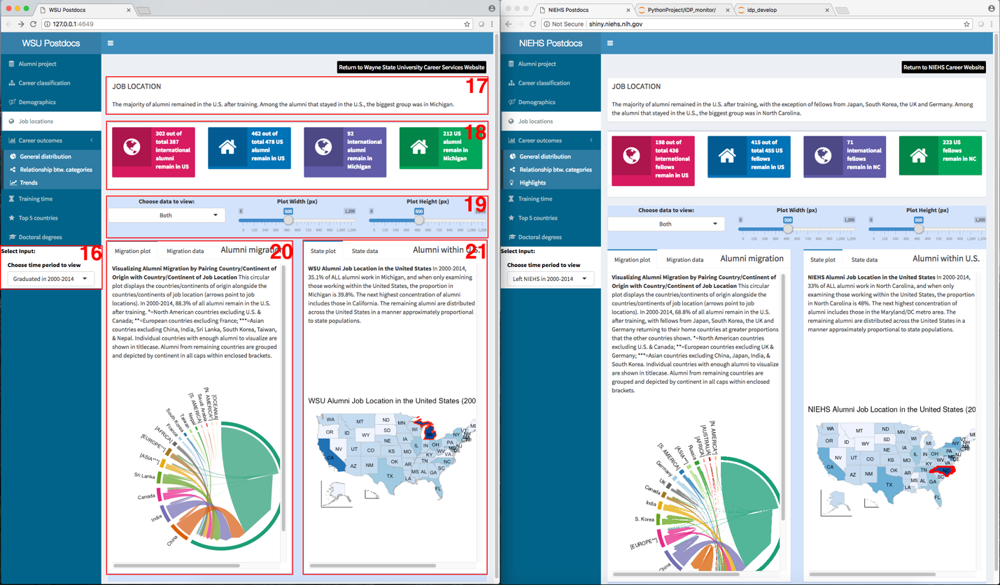 WSU Postdocs
127.0.0.1:4649
WSU Postdocs
Alumni project
Career classification
Demographics
Job locations
Career outcomes
General distribution
Relationship btw. categories
Trends
Training time
Top 5 countries
Doctoral degrees
Select Input:
16
Choose time period to view
Graduated in 2000-2014
Return to Wayne State University Career Services Website
17
JOB LOCATION
The majority of alumni remained in the U.S. after training. Among the alumni that stayed in the U.S., the biggest group was in Michigan.
18
302 out of
total 387
international
alumni
remain in US
462 out of
total 478 US
alumni
remain in US
92
international
alumni
remain in
Michigan
212 US
alumni
remain in
Michigan
19
Choose data to view:
Both
Plot Width (px)
0 500 1,200
0 120 240 360 480 600 720 840 960 1,080 1,200
Plot Height (px)
0 500
0 120 240 360 480 600 720 840 960 1,080 1,200
20
Migration plot Migration data Alumni migration
Visualizing Alumni Migration by Pairing Country/Continent of
Origin with Country/Continent of Job Location This circular
plot displays the countries/continents of origin alongside the
countries/continents of job location (arrows point to job
locations). In 2000-2014, 88.3% of all alumni remain in the U.S.
after training. *=North American countries excluding U.S. &
Canada; **=European countries excluding France; ***=Asian
countries excluding China, India, Sri Lanka, South Korea, Taiwan,
& Nepal. Individual countries with enough alumni to visualize
are shown in titlecase. Alumni from remaining countries are grouped
and depicted by continent in all caps within enclosed brackets.
[OCEANIA]
[N. AMERICA*]
Saudi Arabia
[S. AMERICA]
Nepal
Taiwan
South Korea
France
[AFRICA]
[EUROPE**]
[ASIA***]
Sri Lanka
Canada
India
China
21
State plot State data Alumni within U.S.
WSU Alumni Job Location in the United States In 2000-2014,
35.1% of ALL alumni work in Michigan, and when only examining
those working within the United States, the proportion in
Michigan is 39.8%. The next highest concentration of alumni
includes those in California. The remaining alumni are distributed
across the United States in a manner approximately proportional
to state populations.
WSU Alumni Job Location in the United States (200
WA MT ND MN
OR ID SD WI MI NY
WY IA PA
NV UT NE IL IN OH
CA CO KS MO KY WV VA
AZ NM OK AR TN NC
TX LA MS AL GA SC
FL
NIEHS Postdocs
PythonProject/IDP_monitor/
idp_develop
Not Secure shiny.niehs.nih.gov
NIEHS Postdocs
Alumni project
Career classification
Demographics
Job locations
Career outcomes
General distribution
Relationship btw. categories
Highlights
Training time
Top 5 countries
Doctoral degrees
Select Input:
Choose time period to view
Left NIEHS in 2000-2014
Return to NIEHS Career Website
JOB LOCATION
The majority of alumni remained in the U.S. after training, with the exception of fellows from Japan, South Korea, the UK and Germany. Among
the alumni that stayed in the U.S., the biggest group was in North Carolina.
198 out of
total 436
international
fellows
remain in US
415 out of
total 455 US
fellows
remain in US
71
international
fellows
remain in NC
223 US
fellows
remain in NC
Choose data to view:
Both
Plot Width (px)
0 500 1,200
0 120 240 360 480 600 720 840 960 1,080 1,200
Plot Height (px)
0 500 1,200
0 120 240 360 480 600 720 840 960 1,080 1,200
Migration plot Migration data Alumni migration
Visualizing Alumni Migration by Pairing Country/Continent of
Origin with Country/Continent of Job Location This circular
plot displays the countries/continents of origin alongside the
countries/continents of job location (arrows point to job
locations). In 2000-2014, 68.8% of all alumni remain in the U.S.
after training, with fellows from Japan, South Korea, the UK and
Germany returning to their home countries at greater proportions
that the other countries shown. *=North American countries
excluding U.S. & Canada; **=European countries excluding UK &
Germany; ***=Asian countries excluding China, Japan, India, &
South Korea. Individual countries with enough alumni to visualize
are shown in titlecase. Alumni from remaining countries are
grouped and depicted by continent in all caps within enclosed
brackets.
[N. AMERICA*]
[AUSTRALIA]
[AFRICA]
Russia
[ASIA***]
[S. AMERICA]
Germany
UK
Canada
India
S. Korea
[EUROPE**]
China
State plot State data Alumni within U.S.
NIEHS Alumni Job Location in the United States In 2000-2014,
33% of ALL alumni work in North Carolina, and when only
examining those working within the United States, the proportion
in North Carolina is 48%. The next highest concentration of
alumni includes those in the Maryland/DC metro area. The
remaining alumni are distributed across the United States in a
manner approximately proportional to state populations.
NIEHS Alumni Job Location in the United States (20
WA MT ND MN
OR ID SD WI MI NY
WY IA PA
NV UT NE IL IN OH
CA CO KS MO KY WV VA
AZ NM OK AR TN NC
TX LA MS AL GA SC
FL